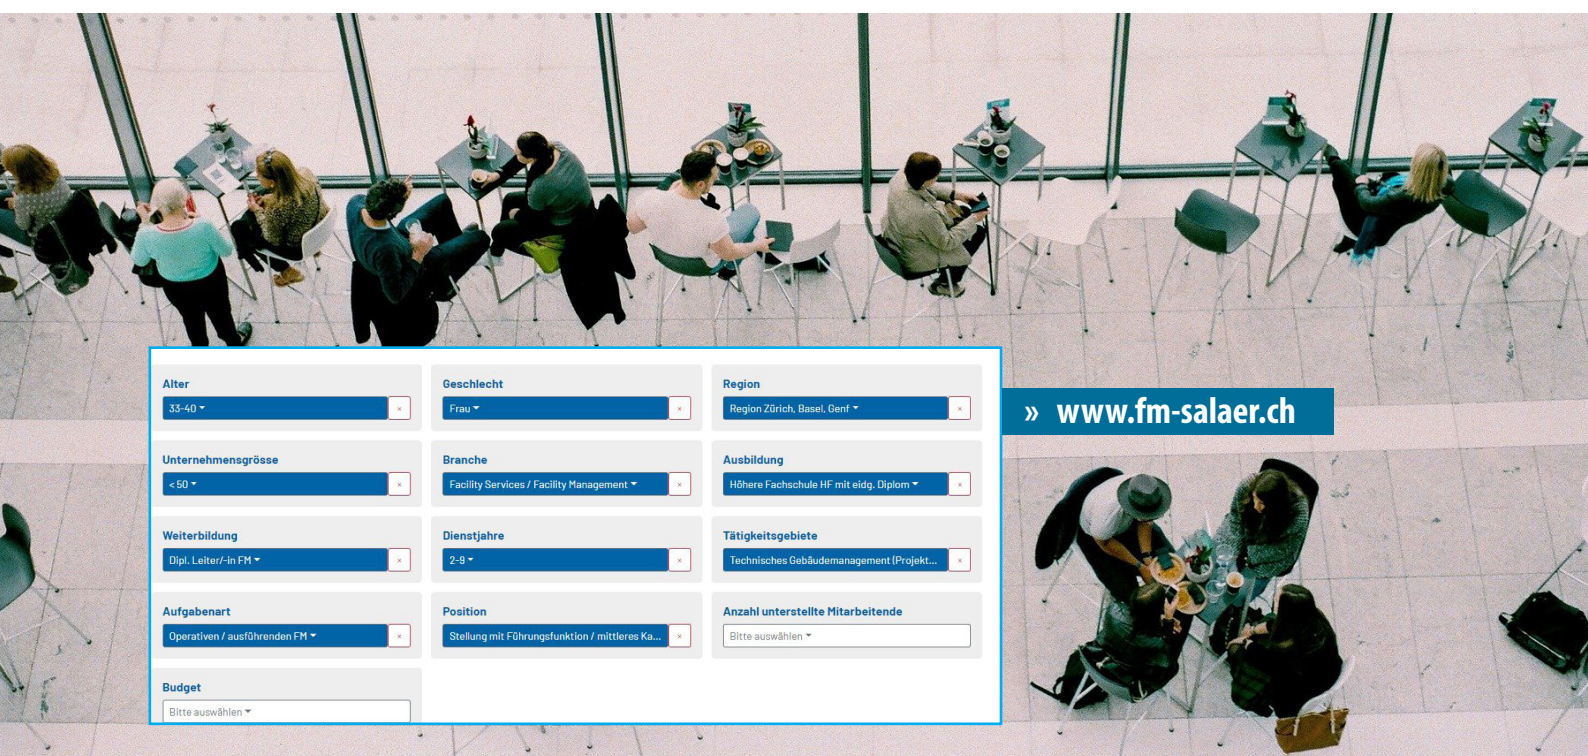 Alter
Geschlecht
Region
33-40
×
Frau
×
Region Zürich, Basel, Genf
×
» www.fm-salaer.ch
Unternehmensgrösse
Branche
Ausbildung
< 50
×
Facility Services / Facility Management
×
Höhere Fachschule HF mit eidg. Diplom
×
Weiterbildung
Dienstjahre
Tätigkeitsgebiete
Dipl. Leiter/-in FM
×
2-9
×
Technisches Gebäudemanagement (Projekt...
×
Aufgabenart
Position
Anzahl unterstellte Mitarbeitende
Operativen / ausführenden FM
×
Stellung mit Führungsfunktion / mittleres Ka...
×
Bitte auswählen
Budget
Bitte auswählen